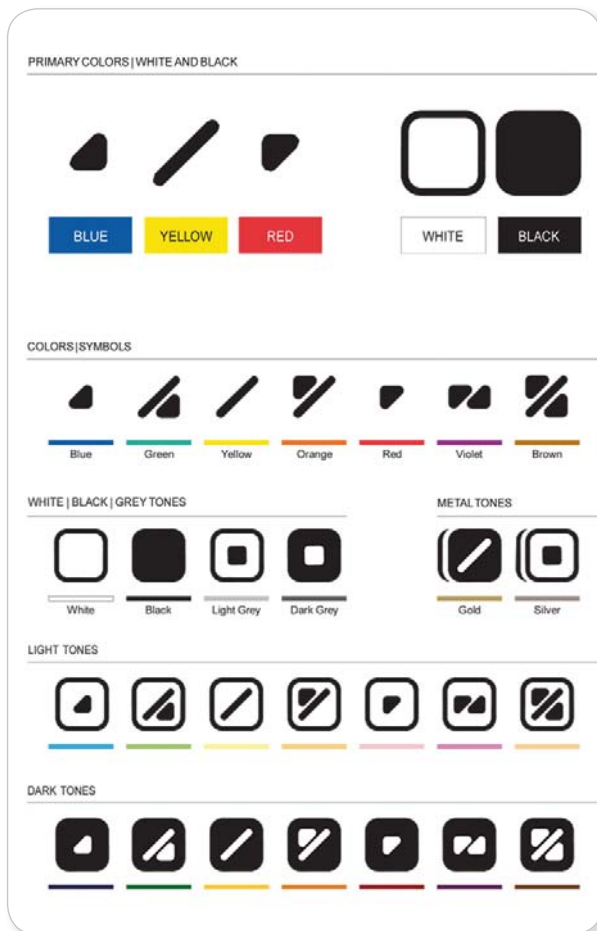 PRIMARY COLORS | WHITE AND BLACK
BLUE YELLOW RED WHITE BLACK
COLORS | SYMBOLS
Blue Green Yellow Orange Red Violet Brown
WHITE | BLACK | GREY TONES METAL TONES
White Black Light Grey Dark Grey Gold Silver
LIGHT TONES
DARK TONES